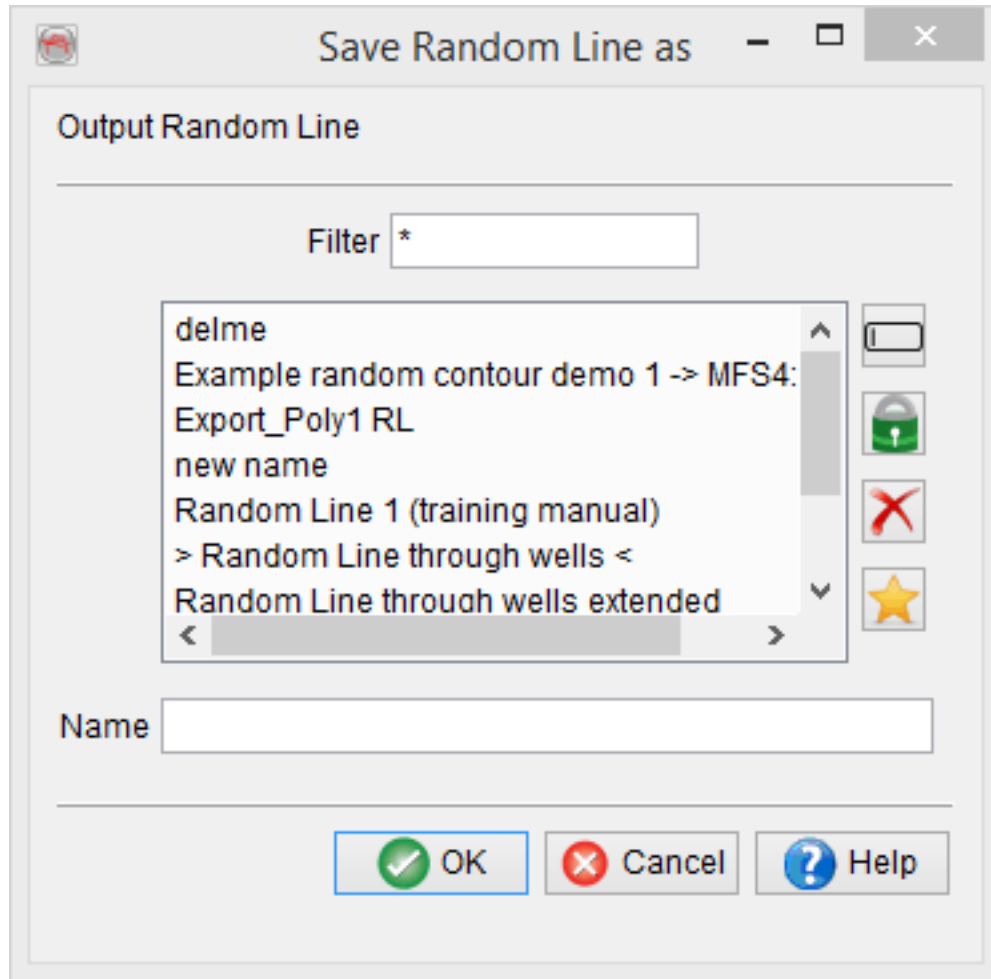 Save Random Line as
Output Random Line
Filter *
delme
Example random contour demo 1 -> MFS4:
Export_Poly1 RL
new name
Random Line 1 (training manual)
> Random Line through wells <
Random Line through wells extended
Name
OK Cancel Help